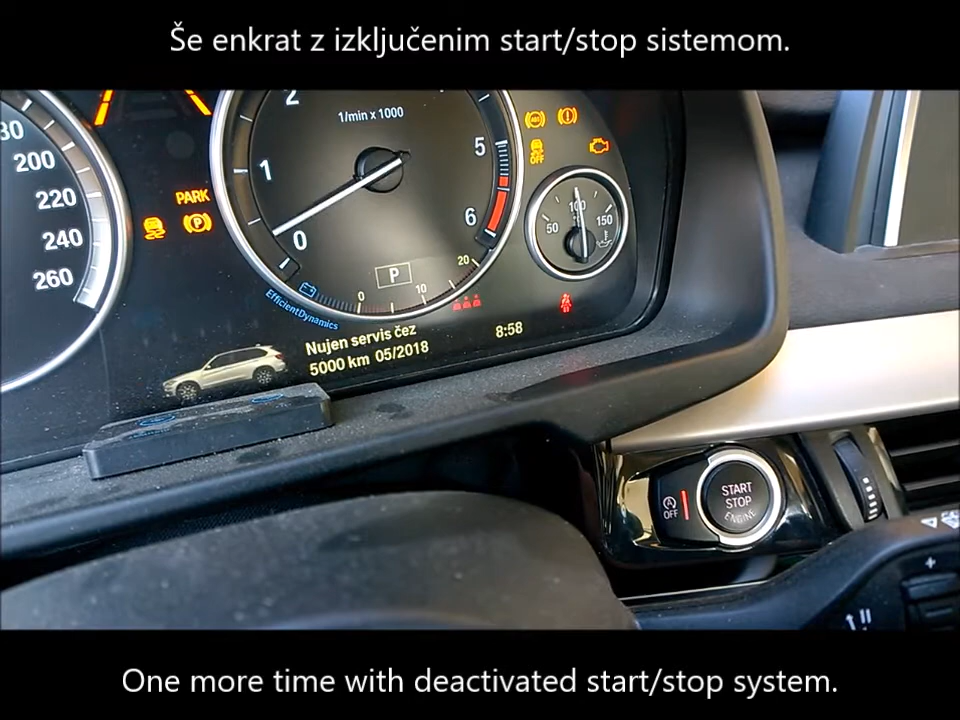 Še enkrat z izključenim start/stop sistemom.
2
1/min x 1000
1
5
ABS
OFF
200
220
240
260
PARK
P
0
6
50
100
150
P
20
10
0
EfficientDynamics
Nujen servis čez
5000 km 05/2018
8:58
OFF
START
STOP
ENGINE
One more time with deactivated start/stop system.